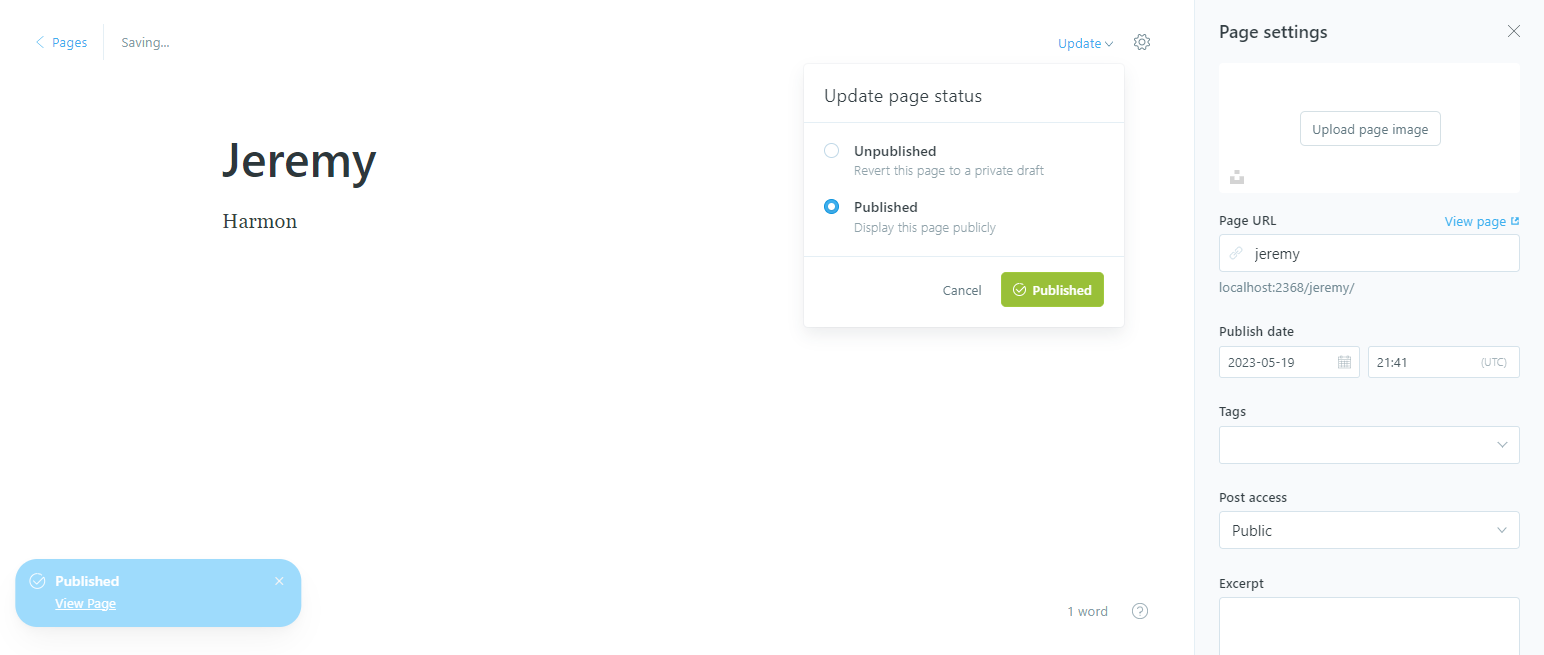 Pages
Saving...
Update
Update page status
Unpublished
Revert this page to a private draft
Published
Display this page publicly
Cancel
Published
Jeremy
Harmon
Published
View Page
1 word
?
Page settings
Upload page image
Page URL
View page
jeremy
localhost:2368/jeremy/
Publish date
2023-05-19
21:41
(UTC)
Tags
Post access
Public
Excerpt